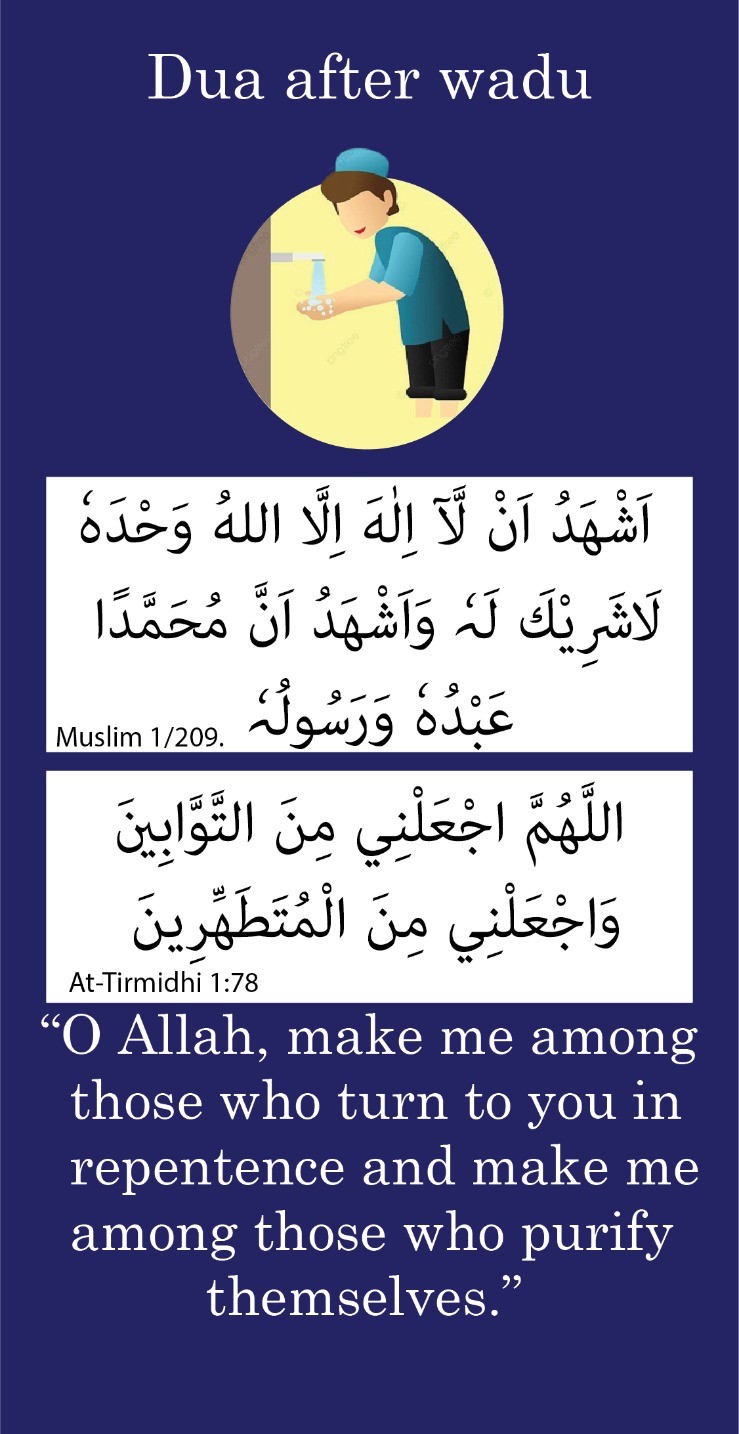 Dua after wadu
اَشْهَدُ اَنْ لَّآ اِلٰهَ اِلَّا اللهُ وَحْدَهٗ
لَاشَرِيْكَ لَهٗ وَاَشْهَدُ اَنَّ مُحَمَّدًا
عَبْدُهٗ وَرَسُولُهٗ
Muslim 1/209.
اللَّهُمَّ اجْعَلْنِي مِنَ التَّوَّابِينَ
وَاجْعَلْنِي مِنَ الْمُتَطَهِّرِينَ
At-Tirmidhi 1:78
“O Allah, make me among
those who turn to you in
repentence and make me
among those who purify
themselves.”